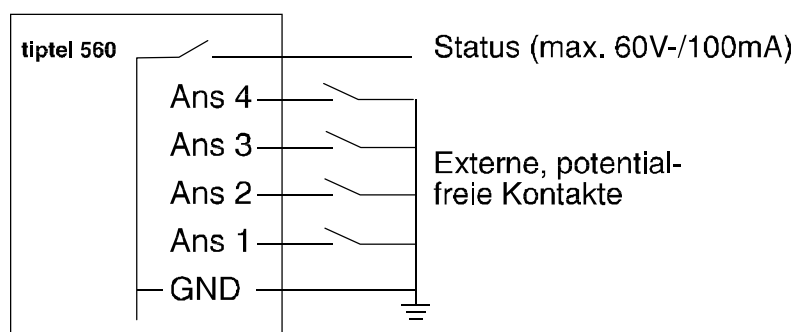 tiptel 560
Status (max. 60V-/100mA)
Ans 4
Ans 3
Ans 2
Ans 1
GND
Externe, potential-
freie Kontakte